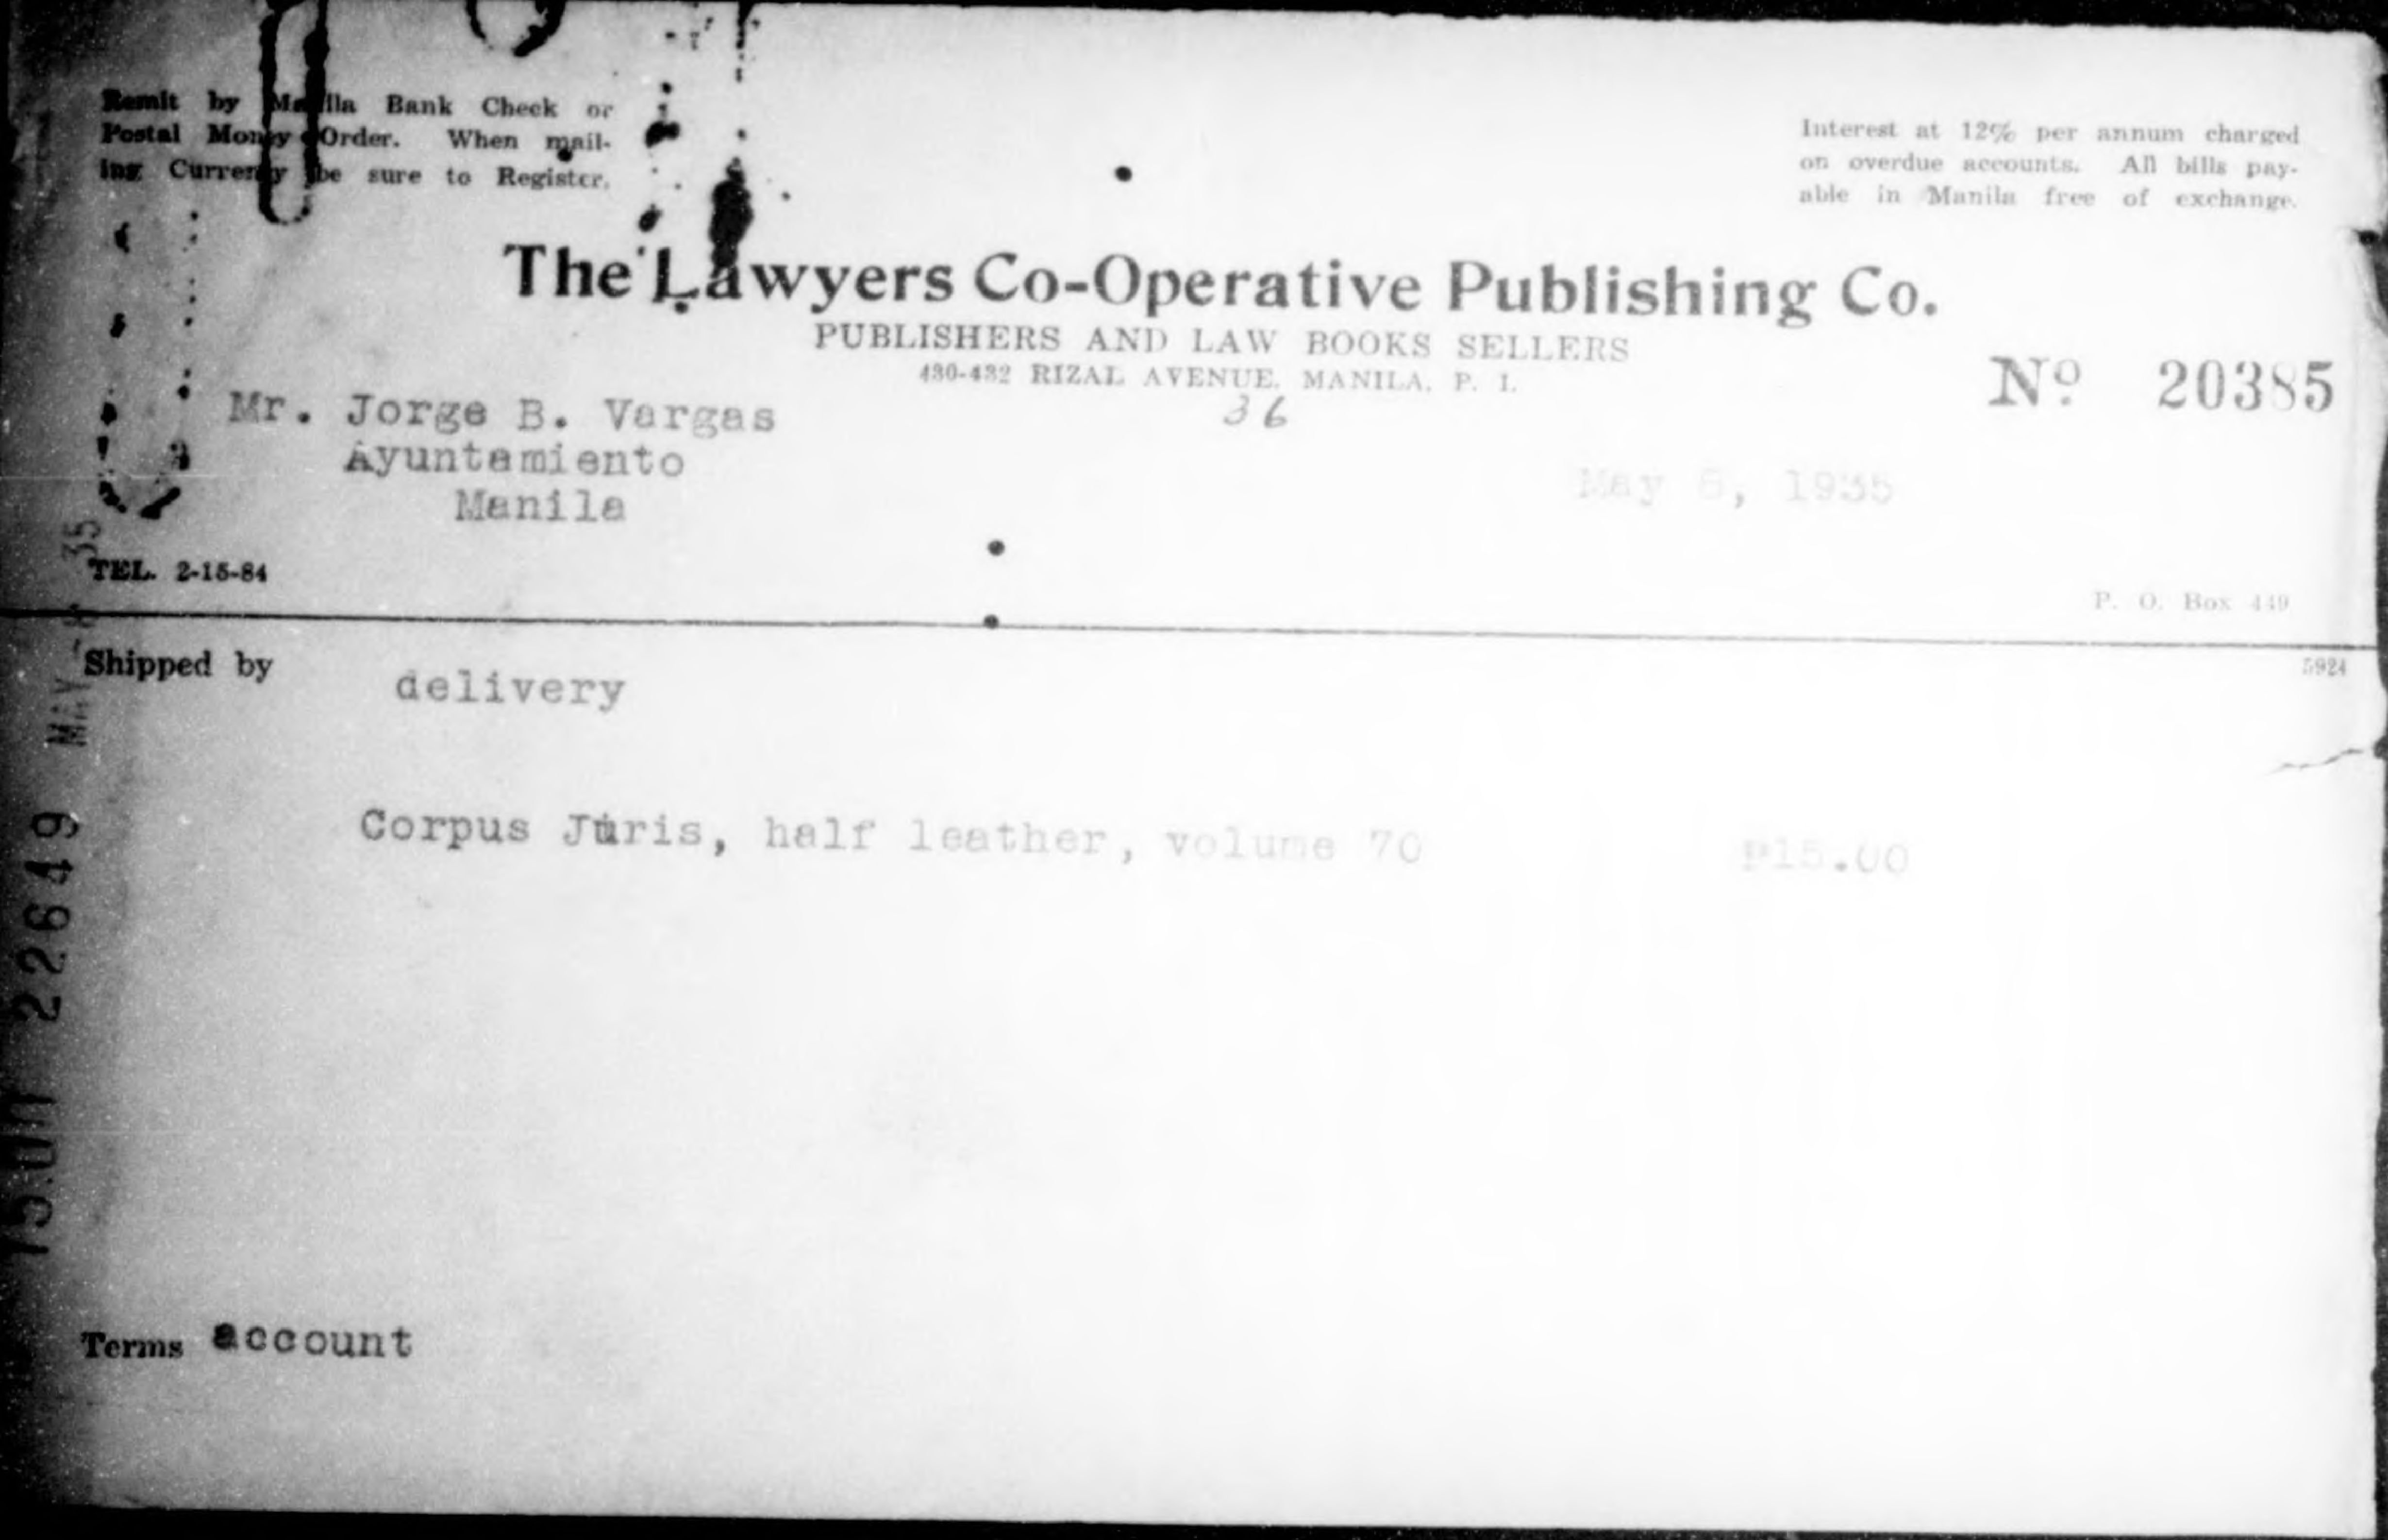 Remit by Manila Bank Check or
Postal Money Order. When mail-
ing Currency be sure to Register.
Interest at 12% per annum charged
on overdue accounts. All bills pay-
able in Manila free of exchange.
The Lawyers Co-Operative Publishing Co.
PUBLISHERS AND LAW BOOKS SELLERS
430-432 RIZAL AVENUE, MANILA, P. I.
36
Nº 20385
Mr. Jorge B. Vargas
Ayuntamiento
Manila
May 8, 1935
TEL. 2-15-84
P. O. Box 449
Shipped by delivery
5924
Corpus Juris, half leather, volume 70 ₱15.00
Terms account
15.00 22649 MAY -8 35